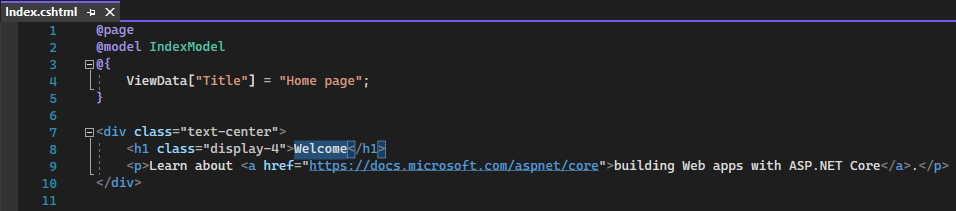 Index.cshtml
1 @page
2 @model IndexModel
3 @{
4 ViewData["Title"] = "Home page";
5 }
6
7 <div class="text-center">
8 <h1 class="display-4">Welcome</h1>
9 <p>Learn about <a href="https://docs.microsoft.com/aspnet/core">building Web apps with ASP.NET Core</a>.</p>
10 </div>
11